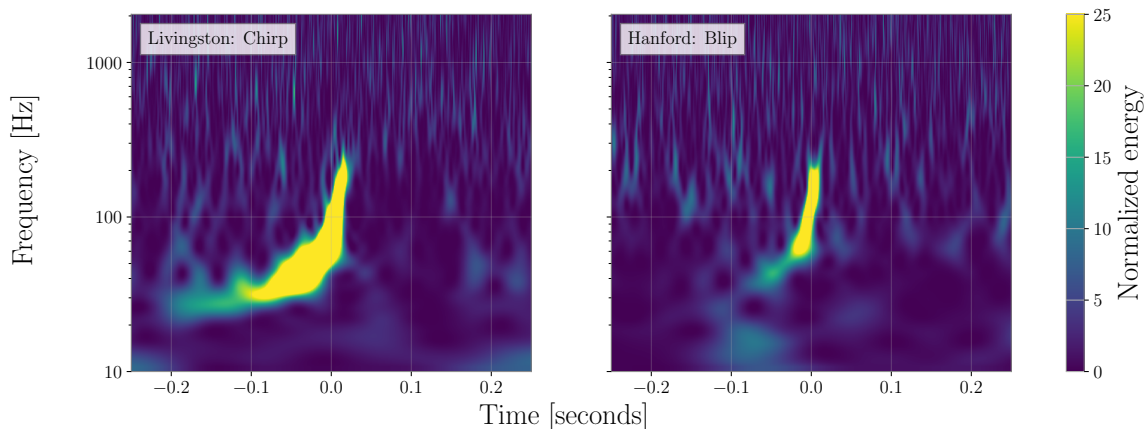 Livingston: Chirp
Hanford: Blip
Frequency [Hz]
1000
100
10
−0.2 −0.1 0.0 0.1 0.2
−0.2 −0.1 0.0 0.1 0.2
Time [seconds]
25
20
15
10
5
0
Normalized energy